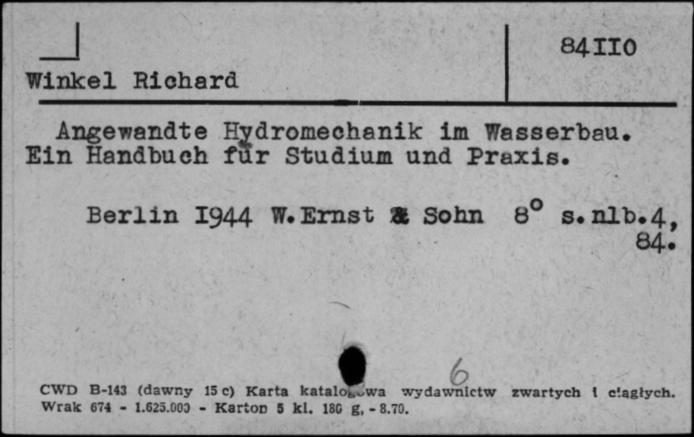 84IIO
Winkel Richard
Angewandte Hydromechanik im Wasserbau.
Ein Handbuch für Studium und Praxis.
Berlin I944 W.Ernst & Sohn 8° s.nlb.4,
84.
6
CWD B-143 (dawny 15 c) Karta katalogowa wydawnictw zwartych i ciągłych.
Wrak 674 - 1.625.000 - Karton 5 kl. 180 g. - 8.70.